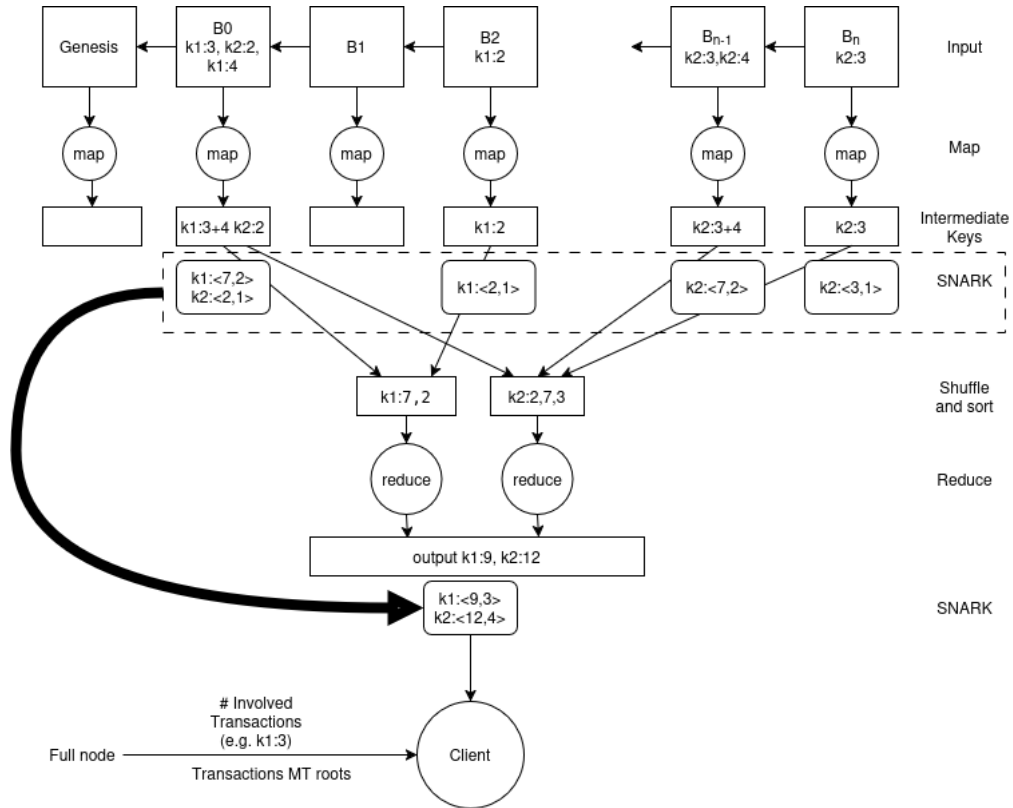 Genesis
B0
k1:3, k2:2,
k1:4
B1
B2
k1:2
Bn-1
k2:3,k2:4
Bn
k2:3
Input
map
map
map
map
map
map
Map
k1:3+4 k2:2
k1:2
k2:3+4
k2:3
Intermediate
Keys
k1:<7,2>
k2:<2,1>
k1:<2,1>
k2:<7,2>
k2:<3,1>
SNARK
k1:7,2
k2:2,7,3
Shuffle
and sort
reduce
reduce
Reduce
output k1:9, k2:12
k1:<9,3>
k2:<12,4>
SNARK
# Involved
Transactions
(e.g. k1:3)
Full node
Client
Transactions MT roots